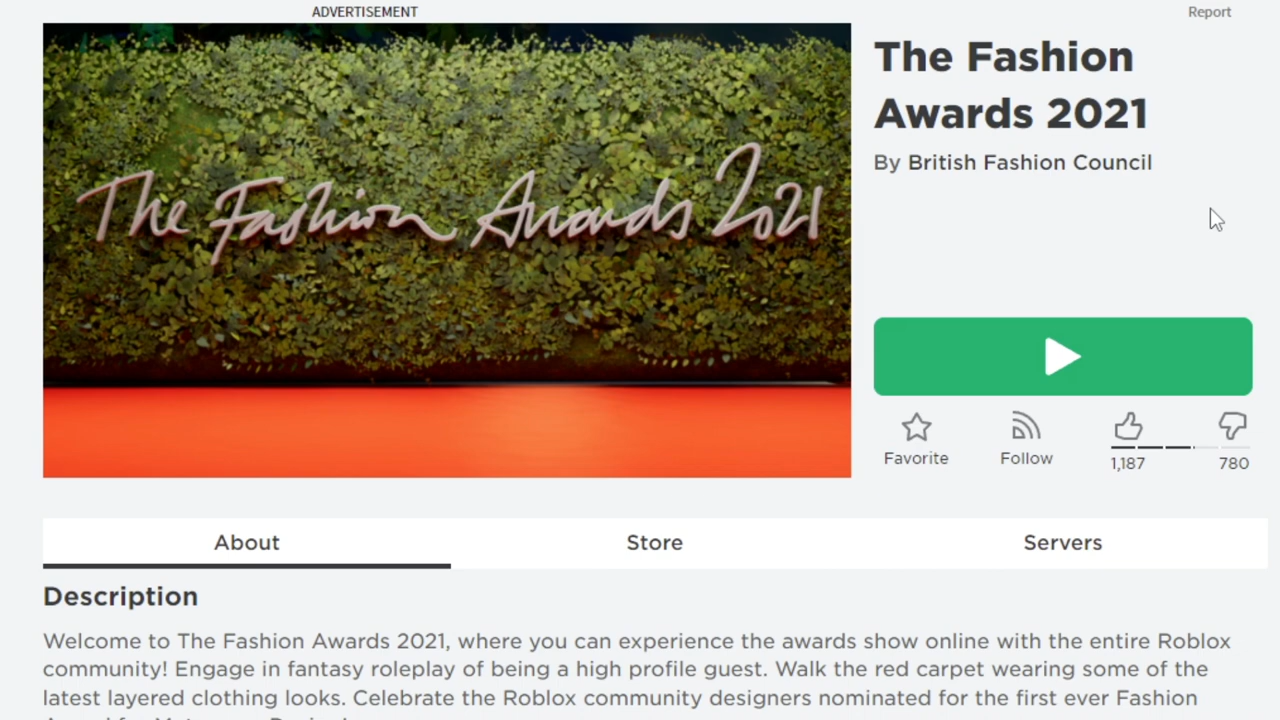 ADVERTISEMENT
Report
The Fashion Awards 2021
The Fashion
Awards 2021
By British Fashion Council
Favorite
Follow
1,187
780
About
Store
Servers
Description
Welcome to The Fashion Awards 2021, where you can experience the awards show online with the entire Roblox
community! Engage in fantasy roleplay of being a high profile guest. Walk the red carpet wearing some of the
latest layered clothing looks. Celebrate the Roblox community designers nominated for the first ever Fashion